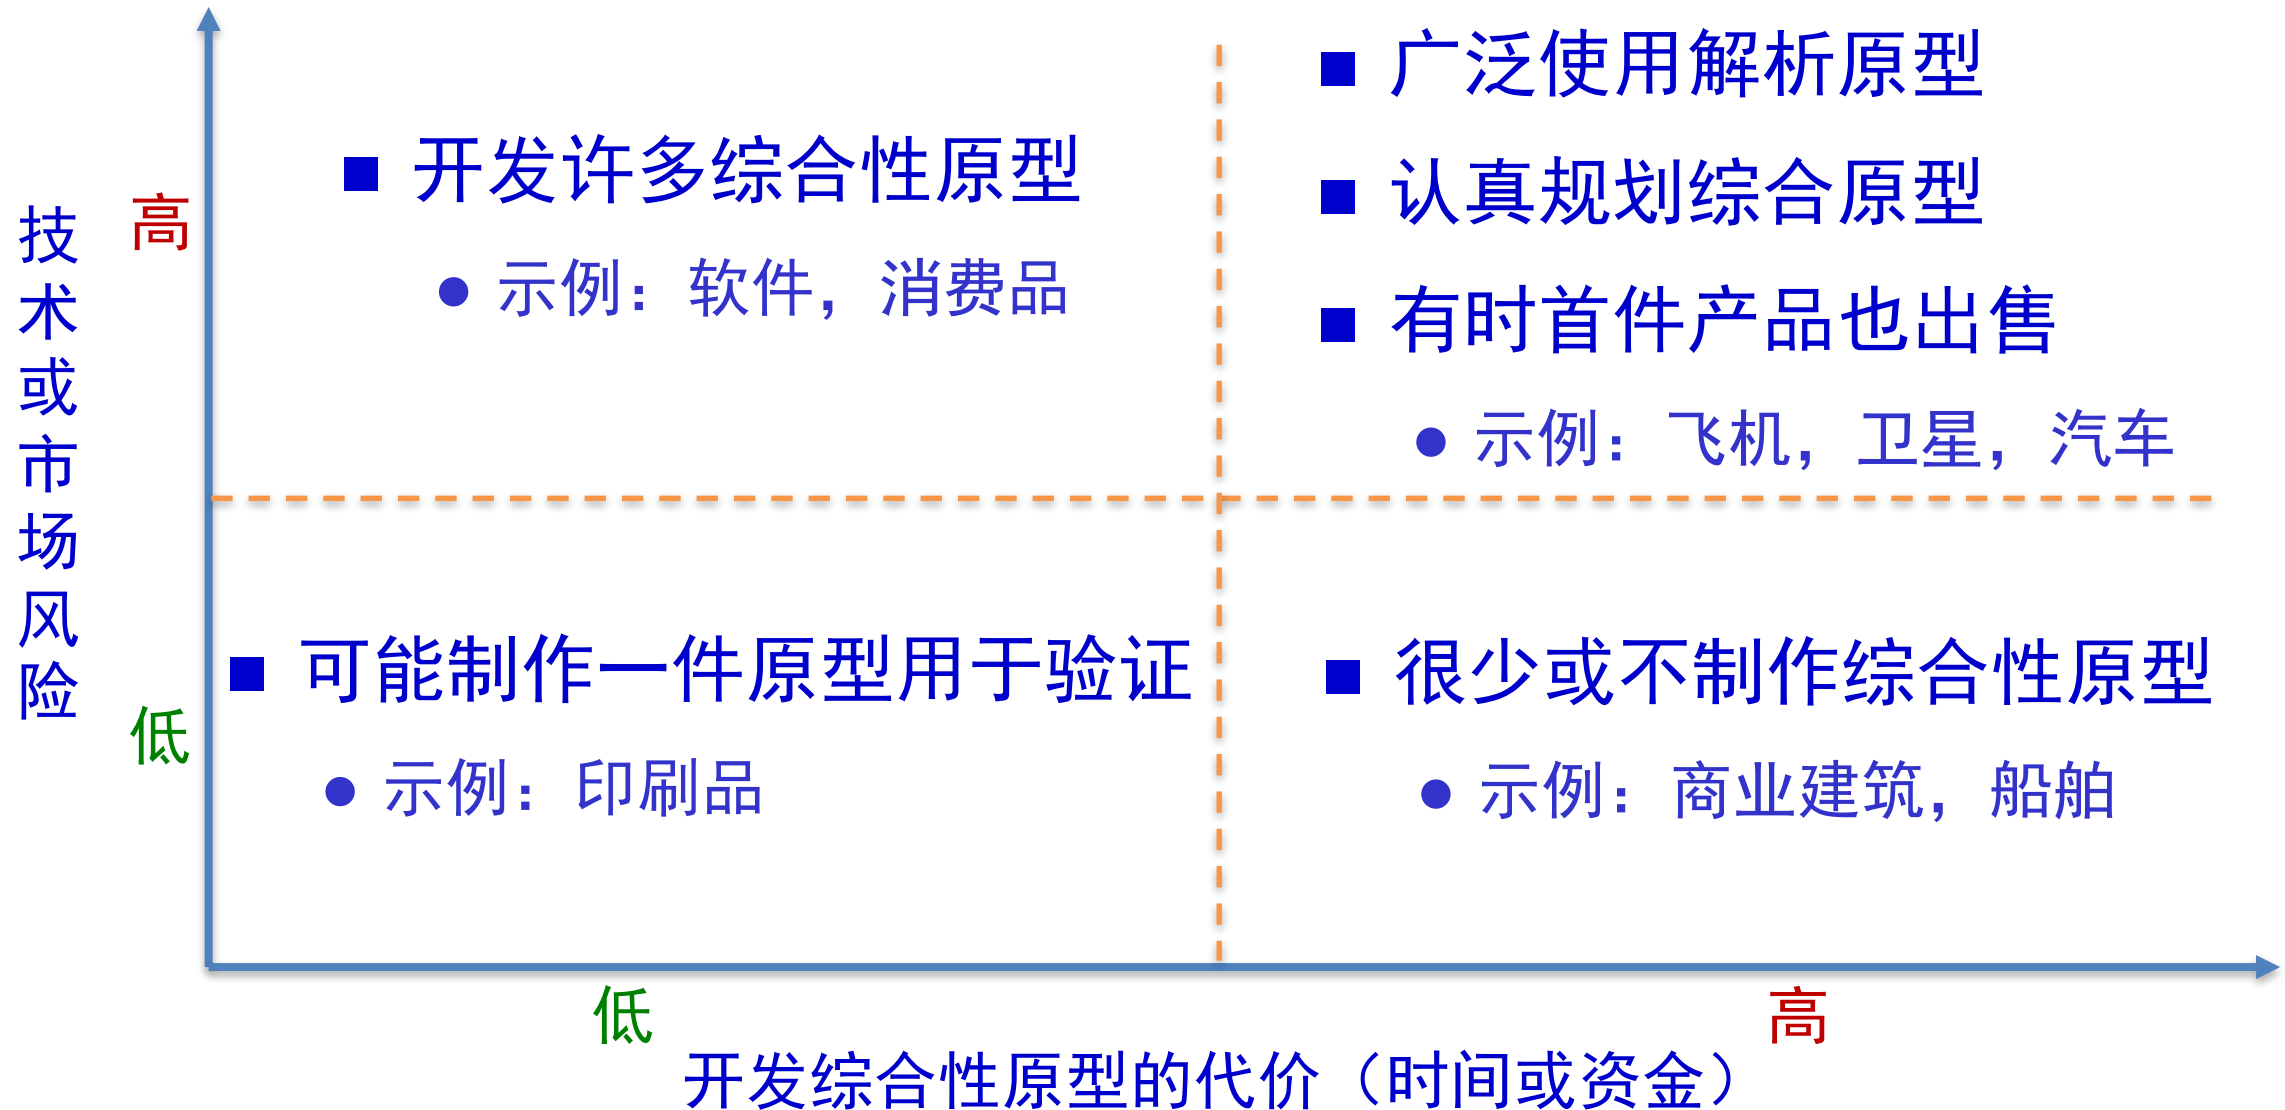 技术或市场风险
高
低
■ 开发许多综合性原型
● 示例：软件，消费品
■ 广泛使用解析原型
■ 认真规划综合原型
■ 有时首件产品也出售
● 示例：飞机，卫星，汽车
■ 可能制作一件原型用于验证
● 示例：印刷品
■ 很少或不制作综合性原型
● 示例：商业建筑，船舶
低
高
开发综合性原型的代价（时间或资金）